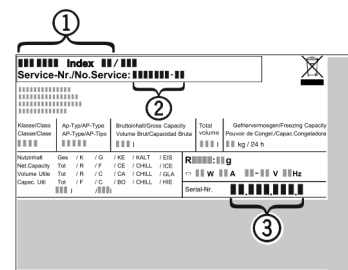 1
Index /
Service-Nr./No.Service: -
2
Klasse/Class Ap-Typ/AP-Type Bruttoinhalt/Gross Capacity Total Gefriervermoegen/Freezing Capacity
Classe/Clase AP-Type/AP-Tipo Volume Brut/Capacidad Bruta volume Pouvoir de Congel./Capac.Congeladora
l l kg / 24 h
Nutzinhalt Ges / K / G / KE / KALT / EIS
Net.Capacity Tot / R / F / CE / CHILL / ICE
Volume Utile Tot / R / C / CA / CHILL / GLA
Capac. Util Tot / F / C / BO / CHILL / HIE
l / l
R : g
W A - V Hz
Serial-Nr.
3